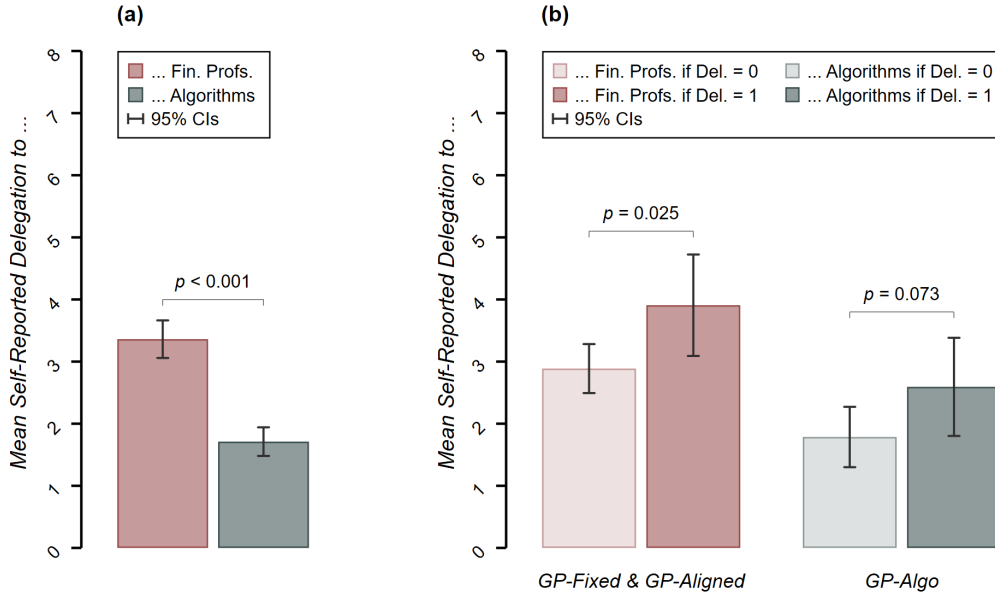 (a)
Mean Self-Reported Delegation to ...
8
7
6
5
4
3
2
1
0
... Fin. Profs.
... Algorithms
95% CIs
p < 0.001
(b)
Mean Self-Reported Delegation to ...
8
7
6
5
4
3
2
1
0
... Fin. Profs. if Del. = 0 ... Algorithms if Del. = 0
... Fin. Profs. if Del. = 1 ... Algorithms if Del. = 1
95% CIs
p = 0.025
p = 0.073
GP-Fixed & GP-Aligned GP-Algo